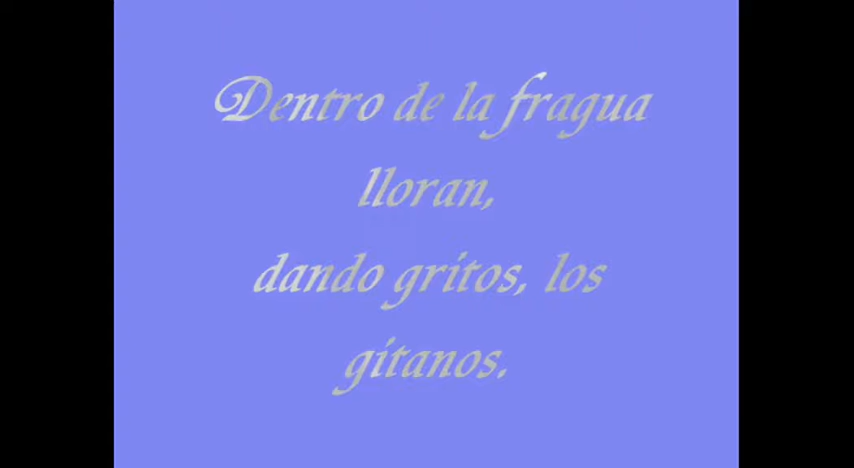 Dentro de la fragua
lloran,
dando gritos, los
gitanos.